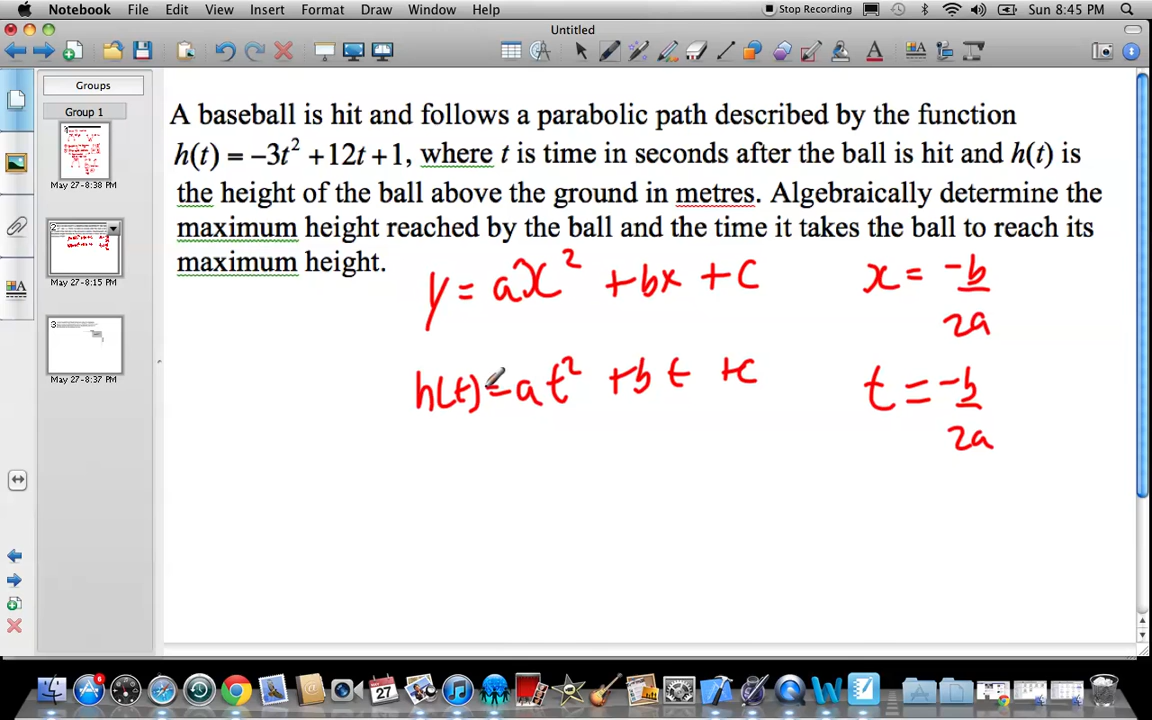 Notebook File Edit View Insert Format Draw Window Help Stop Recording Sun 8:45 PM
Untitled
Groups
Group 1
May 27 - 8:38 PM
2
May 27 - 8:15 PM
3
May 27 - 8:41 PM
A baseball is hit and follows a parabolic path described by the function
h(t) = −3t² +12t +1, where t is time in seconds after the ball is hit and h(t) is
the height of the ball above the ground in metres. Algebraically determine the
maximum height reached by the ball and the time it takes the ball to reach its
maximum height.
y = ax² + bx + c x = -b/2a
h(t) = at² + bt + c t = -b/2a
6
27